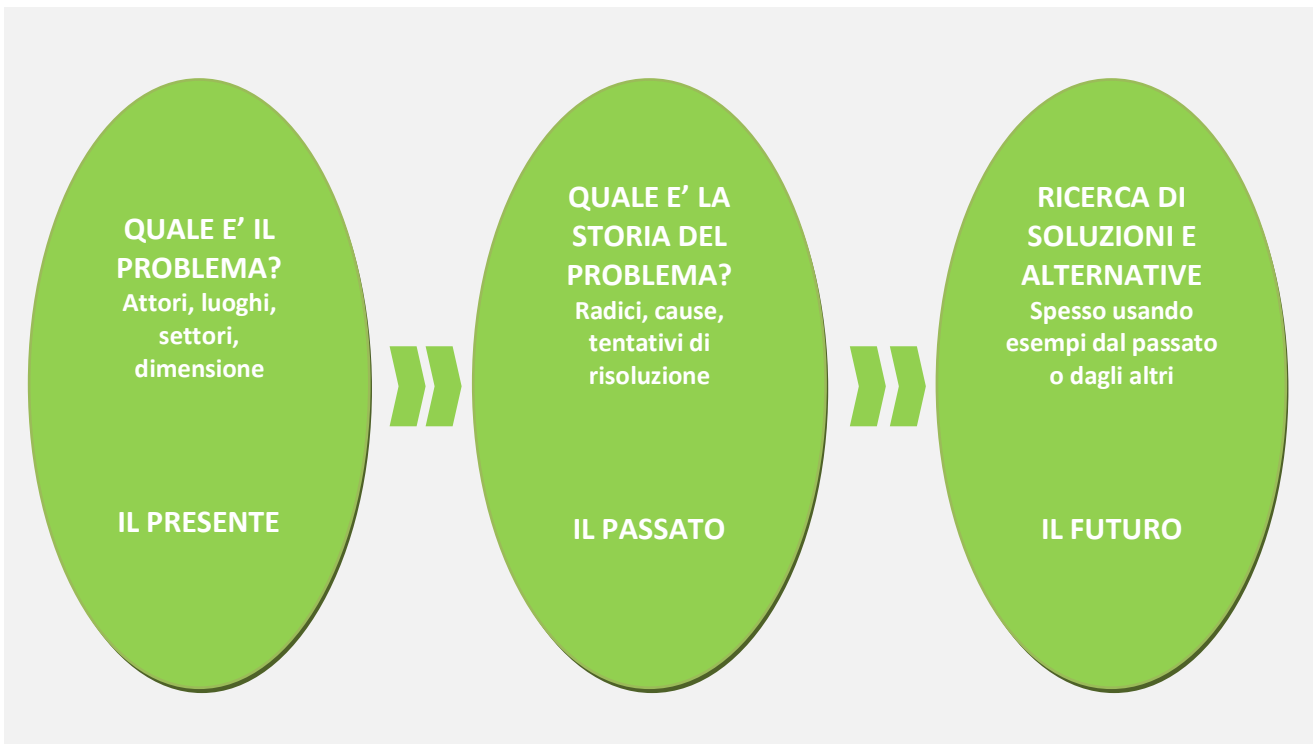 QUALE E’ IL
PROBLEMA?
Attori, luoghi,
settori,
dimensione
IL PRESENTE
QUALE E’ LA
STORIA DEL
PROBLEMA?
Radici, cause,
tentativi di
risoluzione
IL PASSATO
RICERCA DI
SOLUZIONI E
ALTERNATIVE
Spesso usando
esempi dal passato
o dagli altri
IL FUTURO